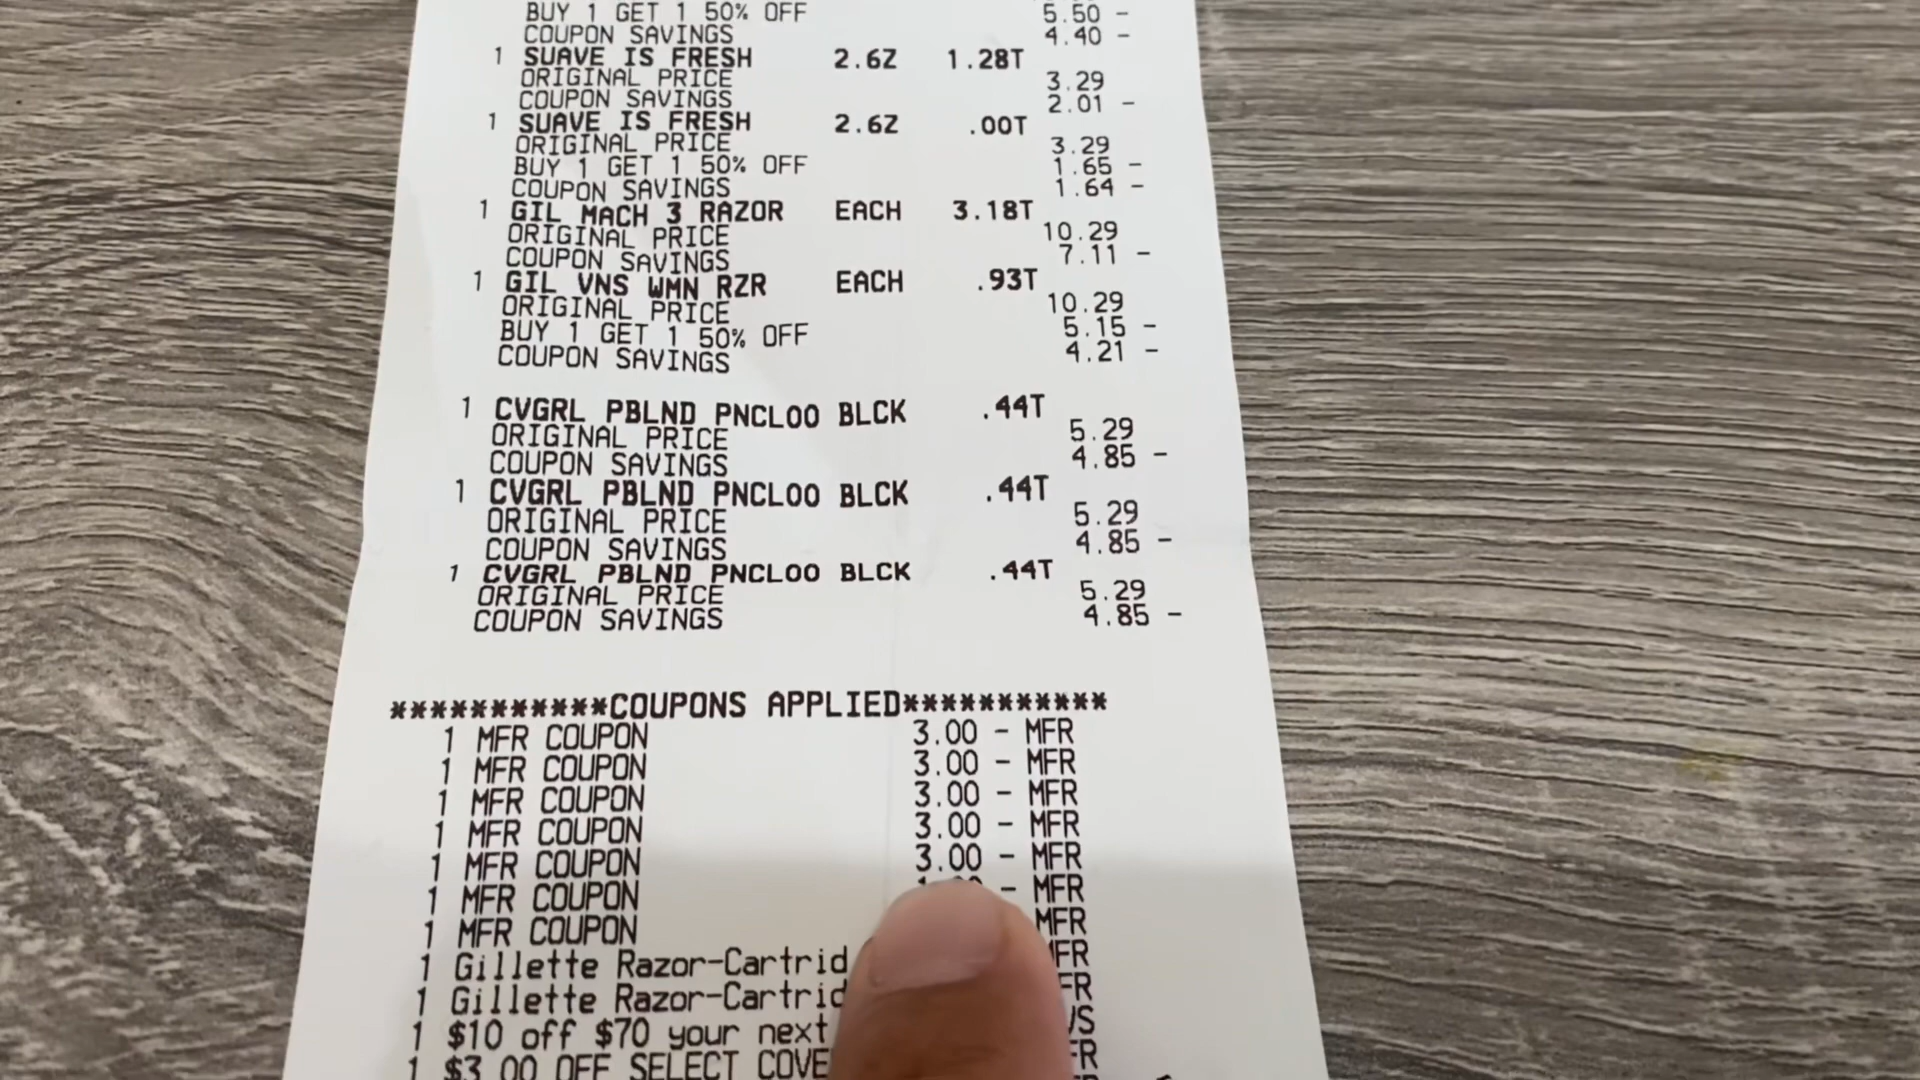 BUY 1 GET 1 50% OFF 5.50 -
COUPON SAVINGS 4.40 -
1 SUAVE IS FRESH 2.6Z 1.28T
ORIGINAL PRICE 3.29
COUPON SAVINGS 2.01 -
1 SUAVE IS FRESH 2.6Z .00T
ORIGINAL PRICE 3.29
BUY 1 GET 1 50% OFF 1.65 -
COUPON SAVINGS 1.64 -
1 GIL MACH 3 RAZOR EACH 3.18T
ORIGINAL PRICE 10.29
COUPON SAVINGS 7.11 -
1 GIL VNS WMN RZR EACH .93T
ORIGINAL PRICE 10.29
BUY 1 GET 1 50% OFF 5.15 -
COUPON SAVINGS 4.21 -
1 CVGRL PBLND PNCL00 BLCK .44T
ORIGINAL PRICE 5.29
COUPON SAVINGS 4.85 -
1 CVGRL PBLND PNCL00 BLCK .44T
ORIGINAL PRICE 5.29
COUPON SAVINGS 4.85 -
1 CVGRL PBLND PNCL00 BLCK .44T
ORIGINAL PRICE 5.29
COUPON SAVINGS 4.85 -
***********COUPONS APPLIED***********
1 MFR COUPON 3.00 - MFR
1 MFR COUPON 3.00 - MFR
1 MFR COUPON 3.00 - MFR
1 MFR COUPON 3.00 - MFR
1 MFR COUPON 3.00 - MFR
1 MFR COUPON - MFR
1 MFR COUPON MFR
1 Gillette Razor-Cartrid
1 Gillette Razor-Cartrid
1 $10 off $70 your next
1 $3.00 OFF SELECT COVE